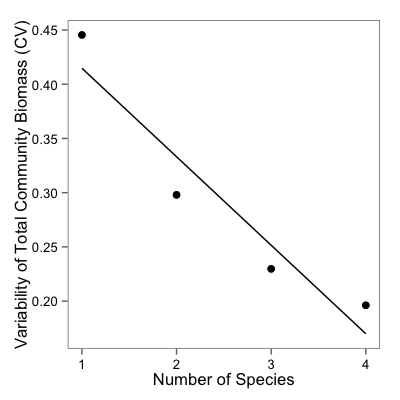 Variability of Total Community Biomass (CV)
0.45
0.40
0.35
0.30
0.25
0.20
1 2 3 4
Number of Species